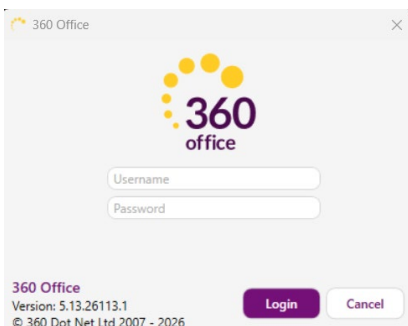 360 Office
360
office
Username
Password
360 Office
Version: 5.13.26113.1
Login
Cancel
© 360 Dot Net Ltd 2007 - 2026